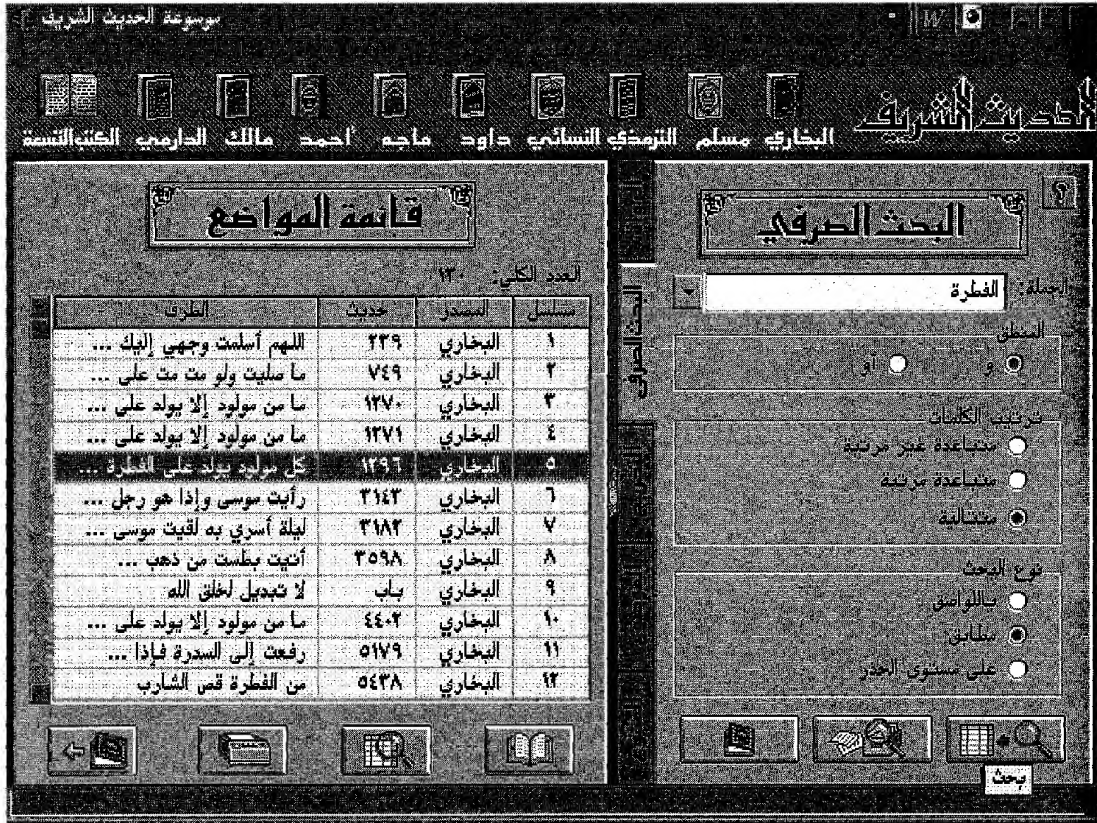 موسوعة الحديث الشريف
W
الحديث الشريف
البخاري مسلم الترمذي النسائي داود ماجه أحمد مالك الدارمي الكتب التسعة
البحث الصرفي
الجملة: الفطرة
المنطق
و أو
ترتيب الكلمات
متباعدة غير مرتبة
متباعدة مرتبة
متتالية
نوع البحث
باللواصق
مطابق
على مستوى الجذر
بحث
البحث الصرفي
قائمة المواضع
العدد الكلي: ١٣٠
مسلسل المصدر حديث الطرف
١ البخاري ٢٣٩ اللهم أسلمت وجهي إليك ...
٢ البخاري ٧٤٩ ما صليت ولو مت مت على ...
٣ البخاري ١٢٧٠ ما من مولود إلا يولد على ...
٤ البخاري ١٢٧١ ما من مولود إلا يولد على ...
٥ البخاري ١٢٩٦ كل مولود يولد على الفطرة ...
٦ البخاري ٣١٤٣ رأيت موسى وإذا هو رجل ...
٧ البخاري ٣١٨٢ ليلة أسري به لقيت موسى ...
٨ البخاري ٣٥٩٨ أتيت بطست من ذهب ...
٩ البخاري باب لا تبديل لخلق الله
١٠ البخاري ٤٤٠٢ ما من مولود إلا يولد على ...
١١ البخاري ٥١٧٩ رفعت إلى السدرة فإذا ...
١٢ البخاري ٥٤٣٨ من الفطرة قص الشارب